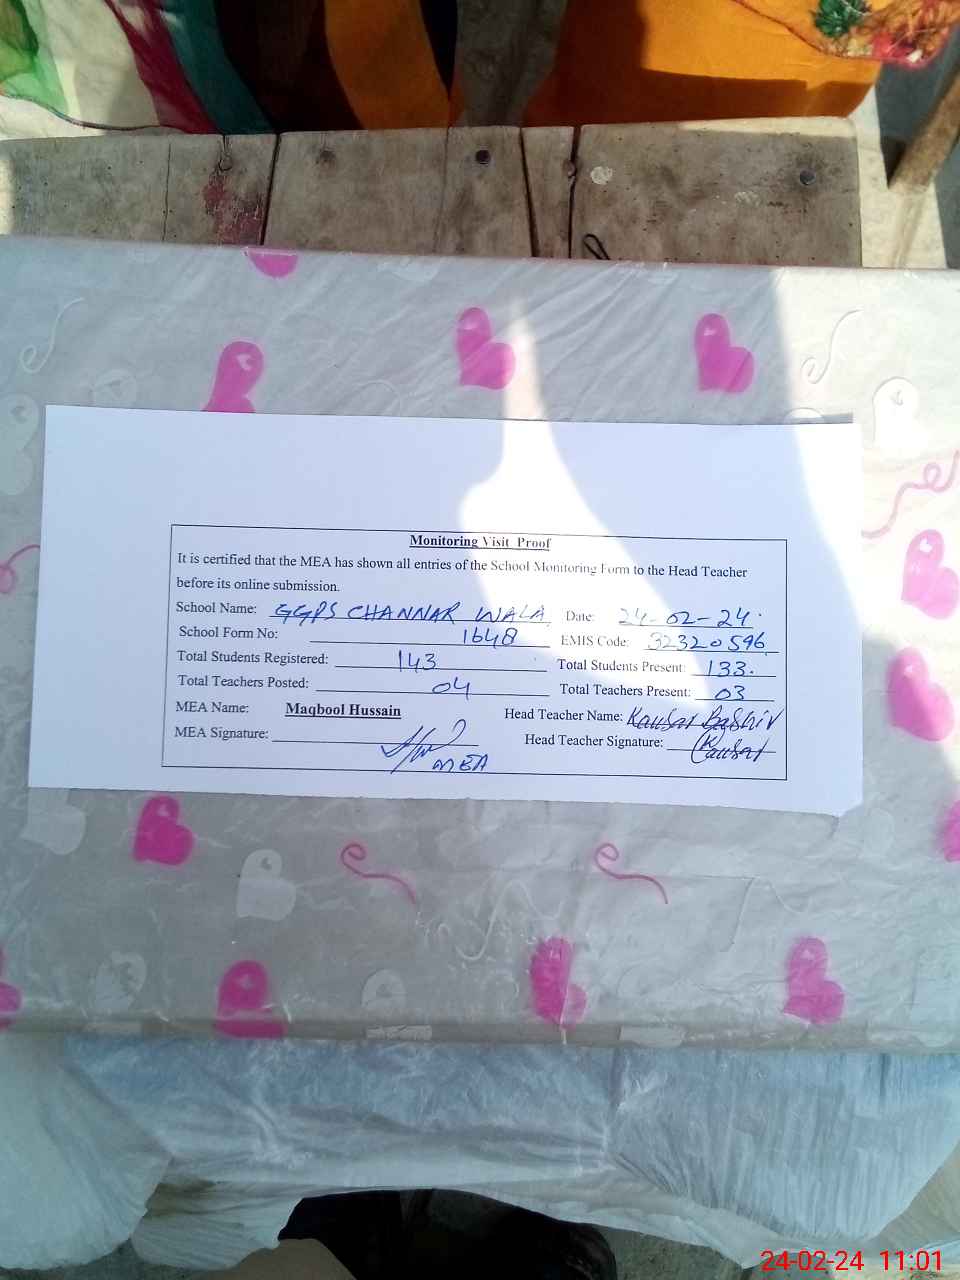 Monitoring Visit Proof
It is certified that the MEA has shown all entries of the School Monitoring Form to the Head Teacher
before its online submission.
School Name: GGPS CHANNAR WALA Date: 24-02-24
School Form No: 1648 EMIS Code: 32320596
Total Students Registered: 143 Total Students Present: 133
Total Teachers Posted: 04 Total Teachers Present: 03
MEA Name: Maqbool Hussain Head Teacher Name: Kausar Bashir
MEA Signature: MEA Head Teacher Signature: Kausar
24-02-24 11:01